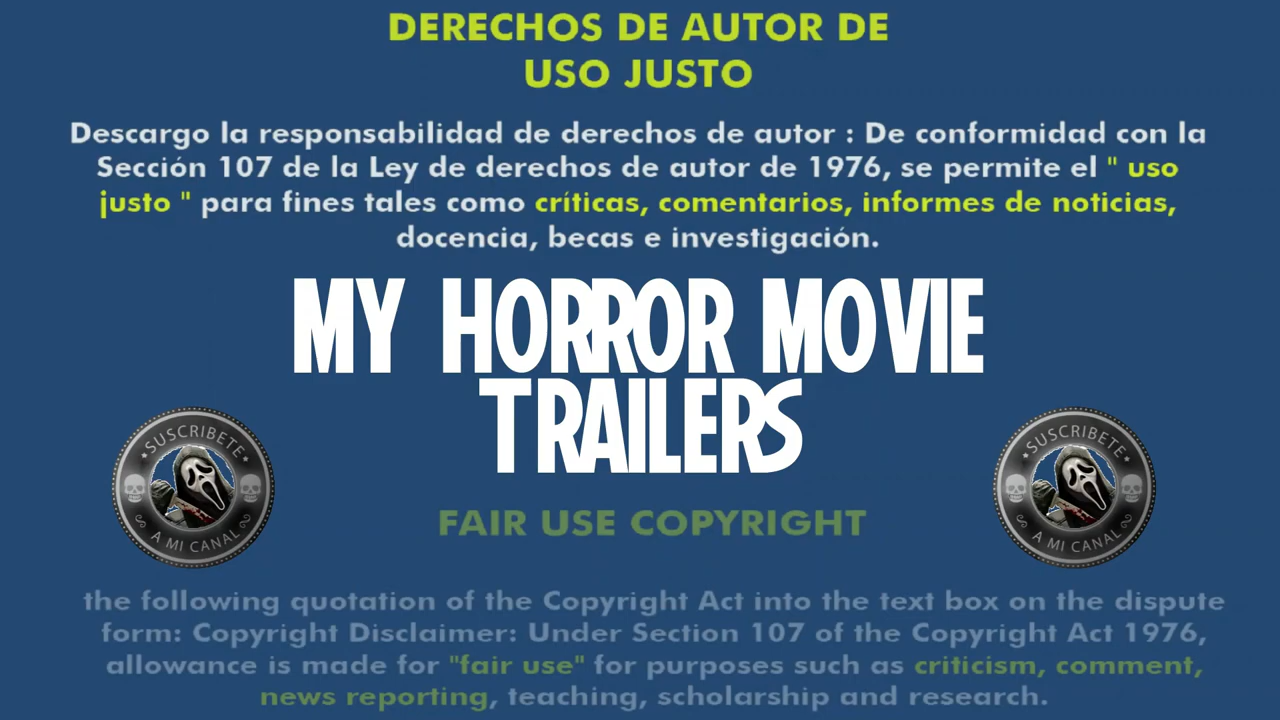 DERECHOS DE AUTOR DE
USO JUSTO
Descargo la responsabilidad de derechos de autor : De conformidad con la
Sección 107 de la Ley de derechos de autor de 1976, se permite el " uso
justo " para fines tales como críticas, comentarios, informes de noticias,
docencia, becas e investigación.
MY HORROR MOVIE
TRAILERS
SUSCRIBETE
A MI CANAL
SUSCRIBETE
A MI CANAL
FAIR USE COPYRIGHT
the following quotation of the Copyright Act into the text box on the dispute
form: Copyright Disclaimer: Under Section 107 of the Copyright Act 1976,
allowance is made for "fair use" for purposes such as criticism, comment,
news reporting, teaching, scholarship and research.